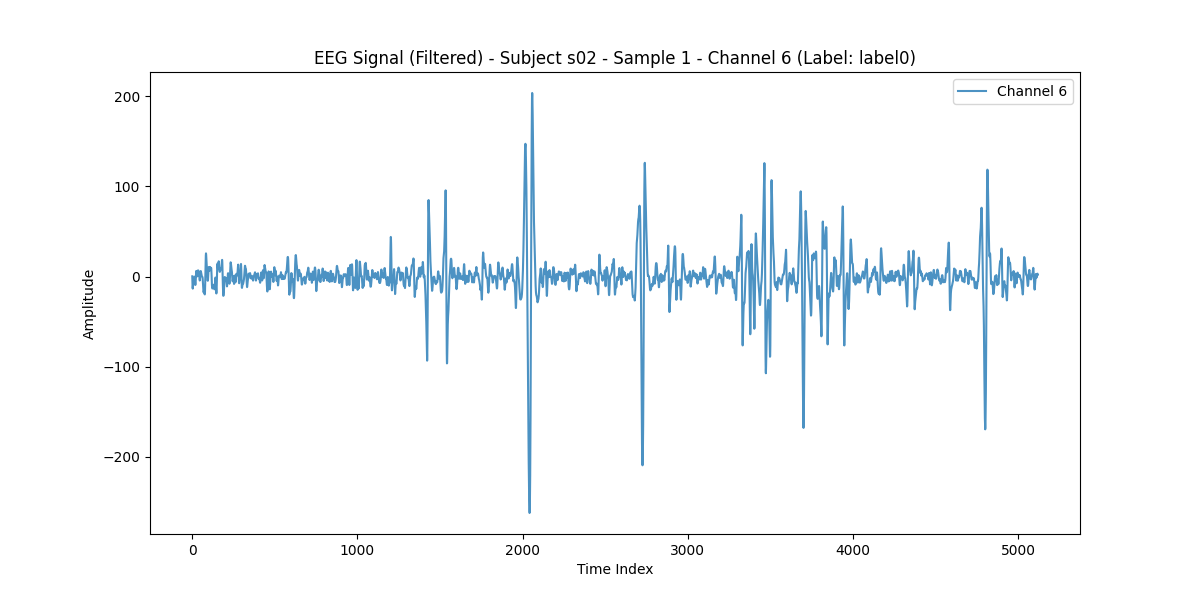 EEG Signal (Filtered) - Subject s02 - Sample 1 - Channel 6 (Label: label0)
Channel 6
200
100
0
−100
−200
Amplitude
0 1000 2000 3000 4000 5000
Time Index